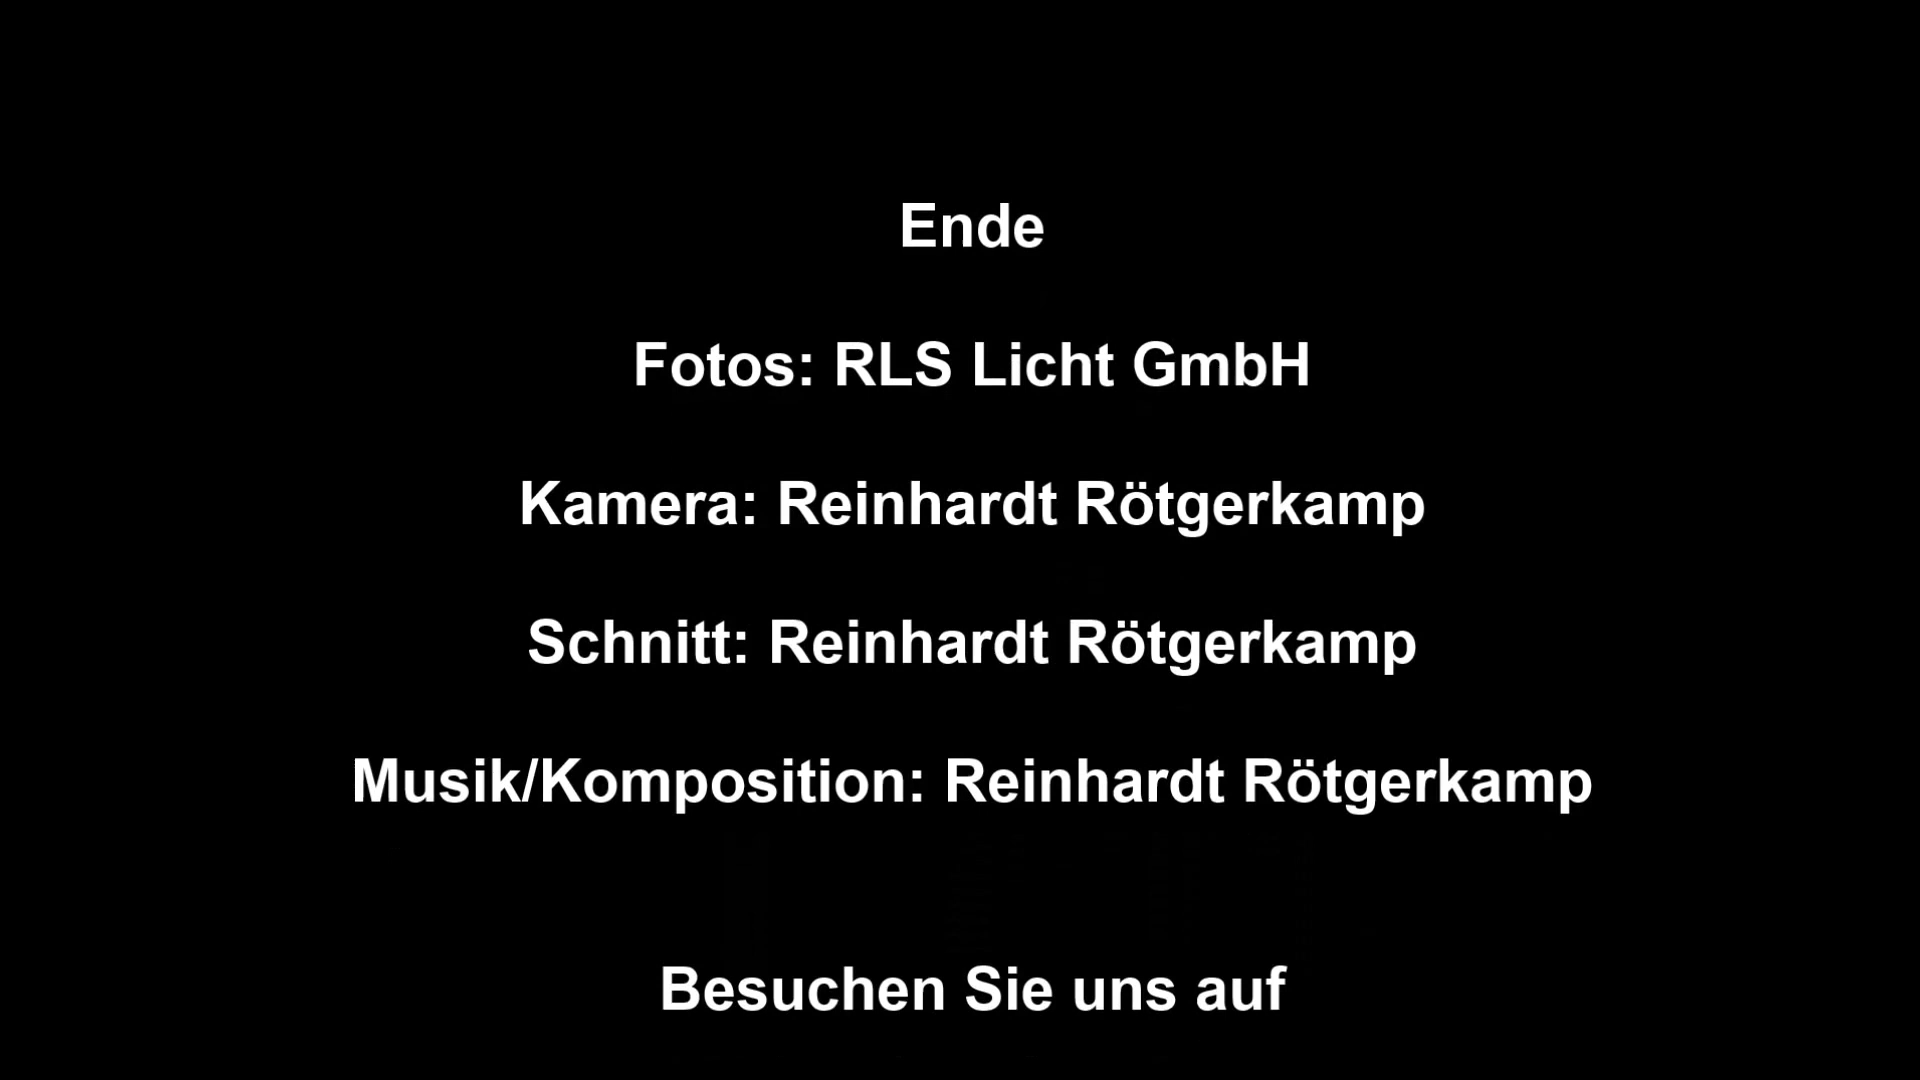 Ende
Fotos: RLS Licht GmbH
Kamera: Reinhardt Rötgerkamp
Schnitt: Reinhardt Rötgerkamp
Musik/Komposition: Reinhardt Rötgerkamp
Besuchen Sie uns auf